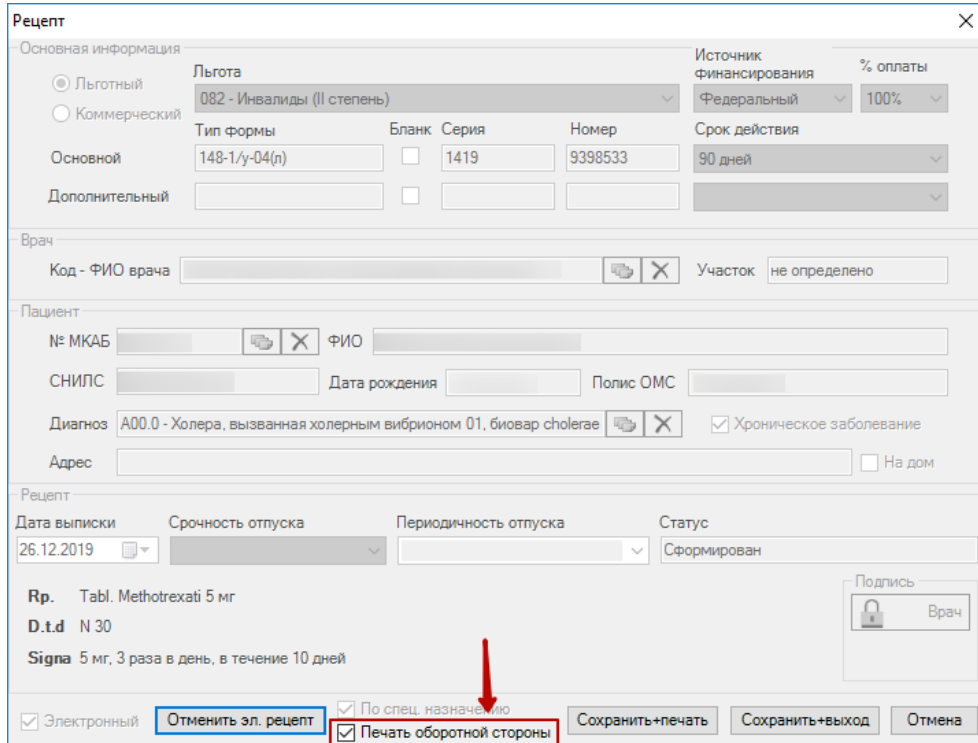 Рецепт
Основная информация
Льготный
Коммерческий
Льгота
Источник финансирования
% оплаты
082 - Инвалиды (II степень)
Федеральный
100%
Тип формы Бланк Серия Номер Срок действия
Основной 148-1/у-04(л) 1419 9398533 90 дней
Дополнительный
Врач
Код - ФИО врача Участок не определено
Пациент
№ МКАБ ФИО
СНИЛС Дата рождения Полис ОМС
Диагноз A00.0 - Холера, вызванная холерным вибрионом 01, биовар cholerae Хроническое заболевание
Адрес На дом
Рецепт
Дата выписки Срочность отпуска Периодичность отпуска Статус
26.12.2019 Сформирован
Подпись
Врач
Rp. Tabl. Methotrexati 5 мг
D.t.d N 30
Signa 5 мг, 3 раза в день, в течение 10 дней
Электронный Отменить эл. рецепт По спец. назначению
Печать оборотной стороны
Сохранить+печать Сохранить+выход Отмена